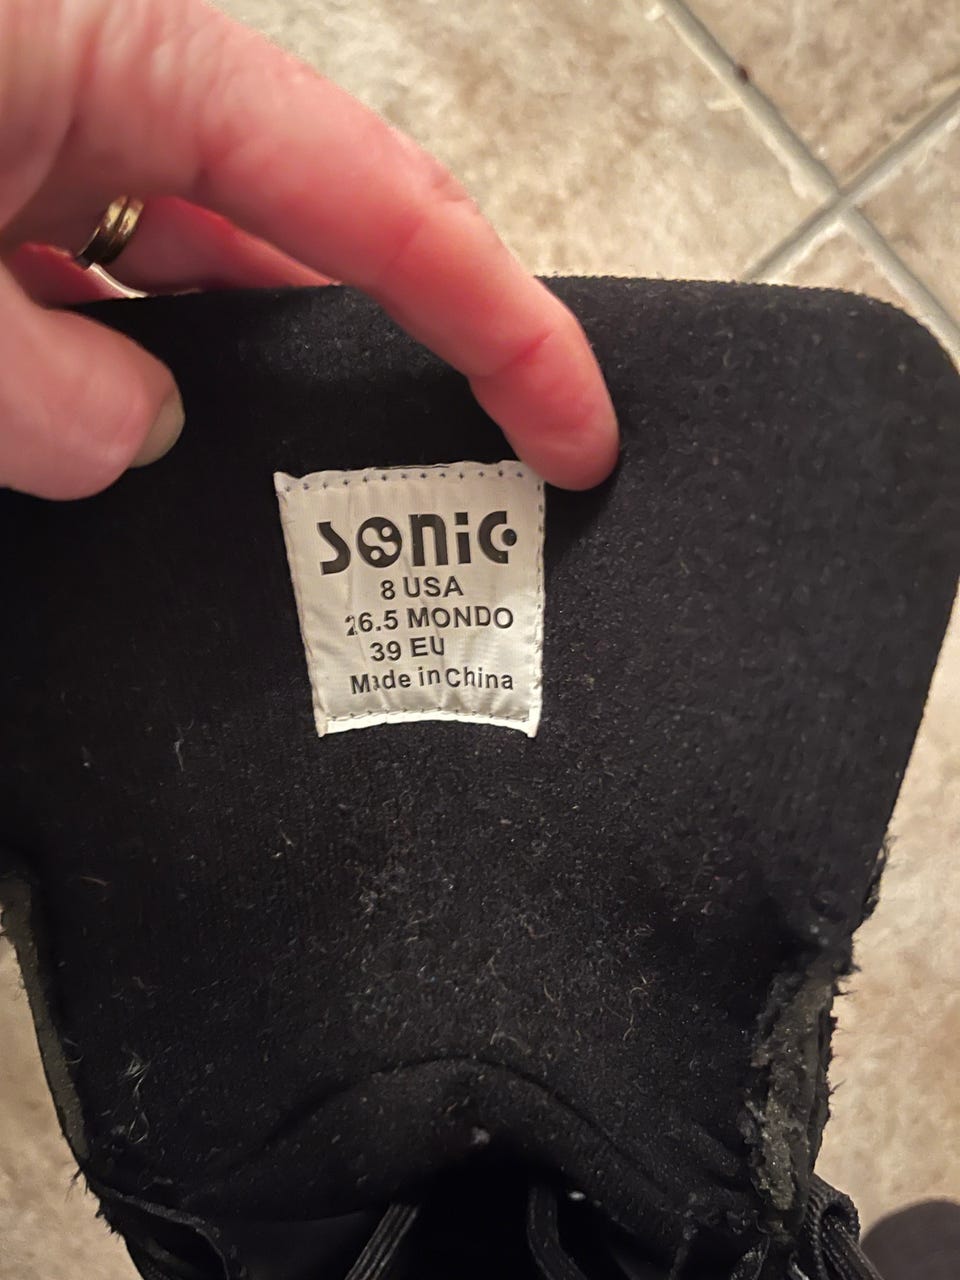 sonic
8 USA
26.5 MONDO
39 EU
Made in China